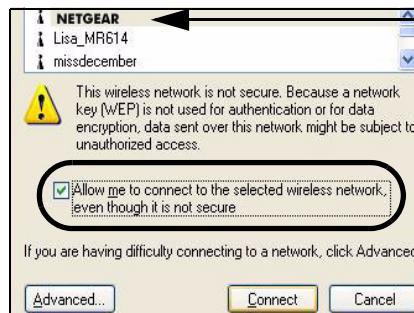 NETGEAR
Lisa_MR614
missdecember
This wireless network is not secure. Because a network
key (WEP) is not used for authentication or for data
encryption, data sent over this network might be subject to
unauthorized access.
Allow me to connect to the selected wireless network,
even though it is not secure
If you are having difficulty connecting to a network, click Advanced
Advanced... Connect Cancel